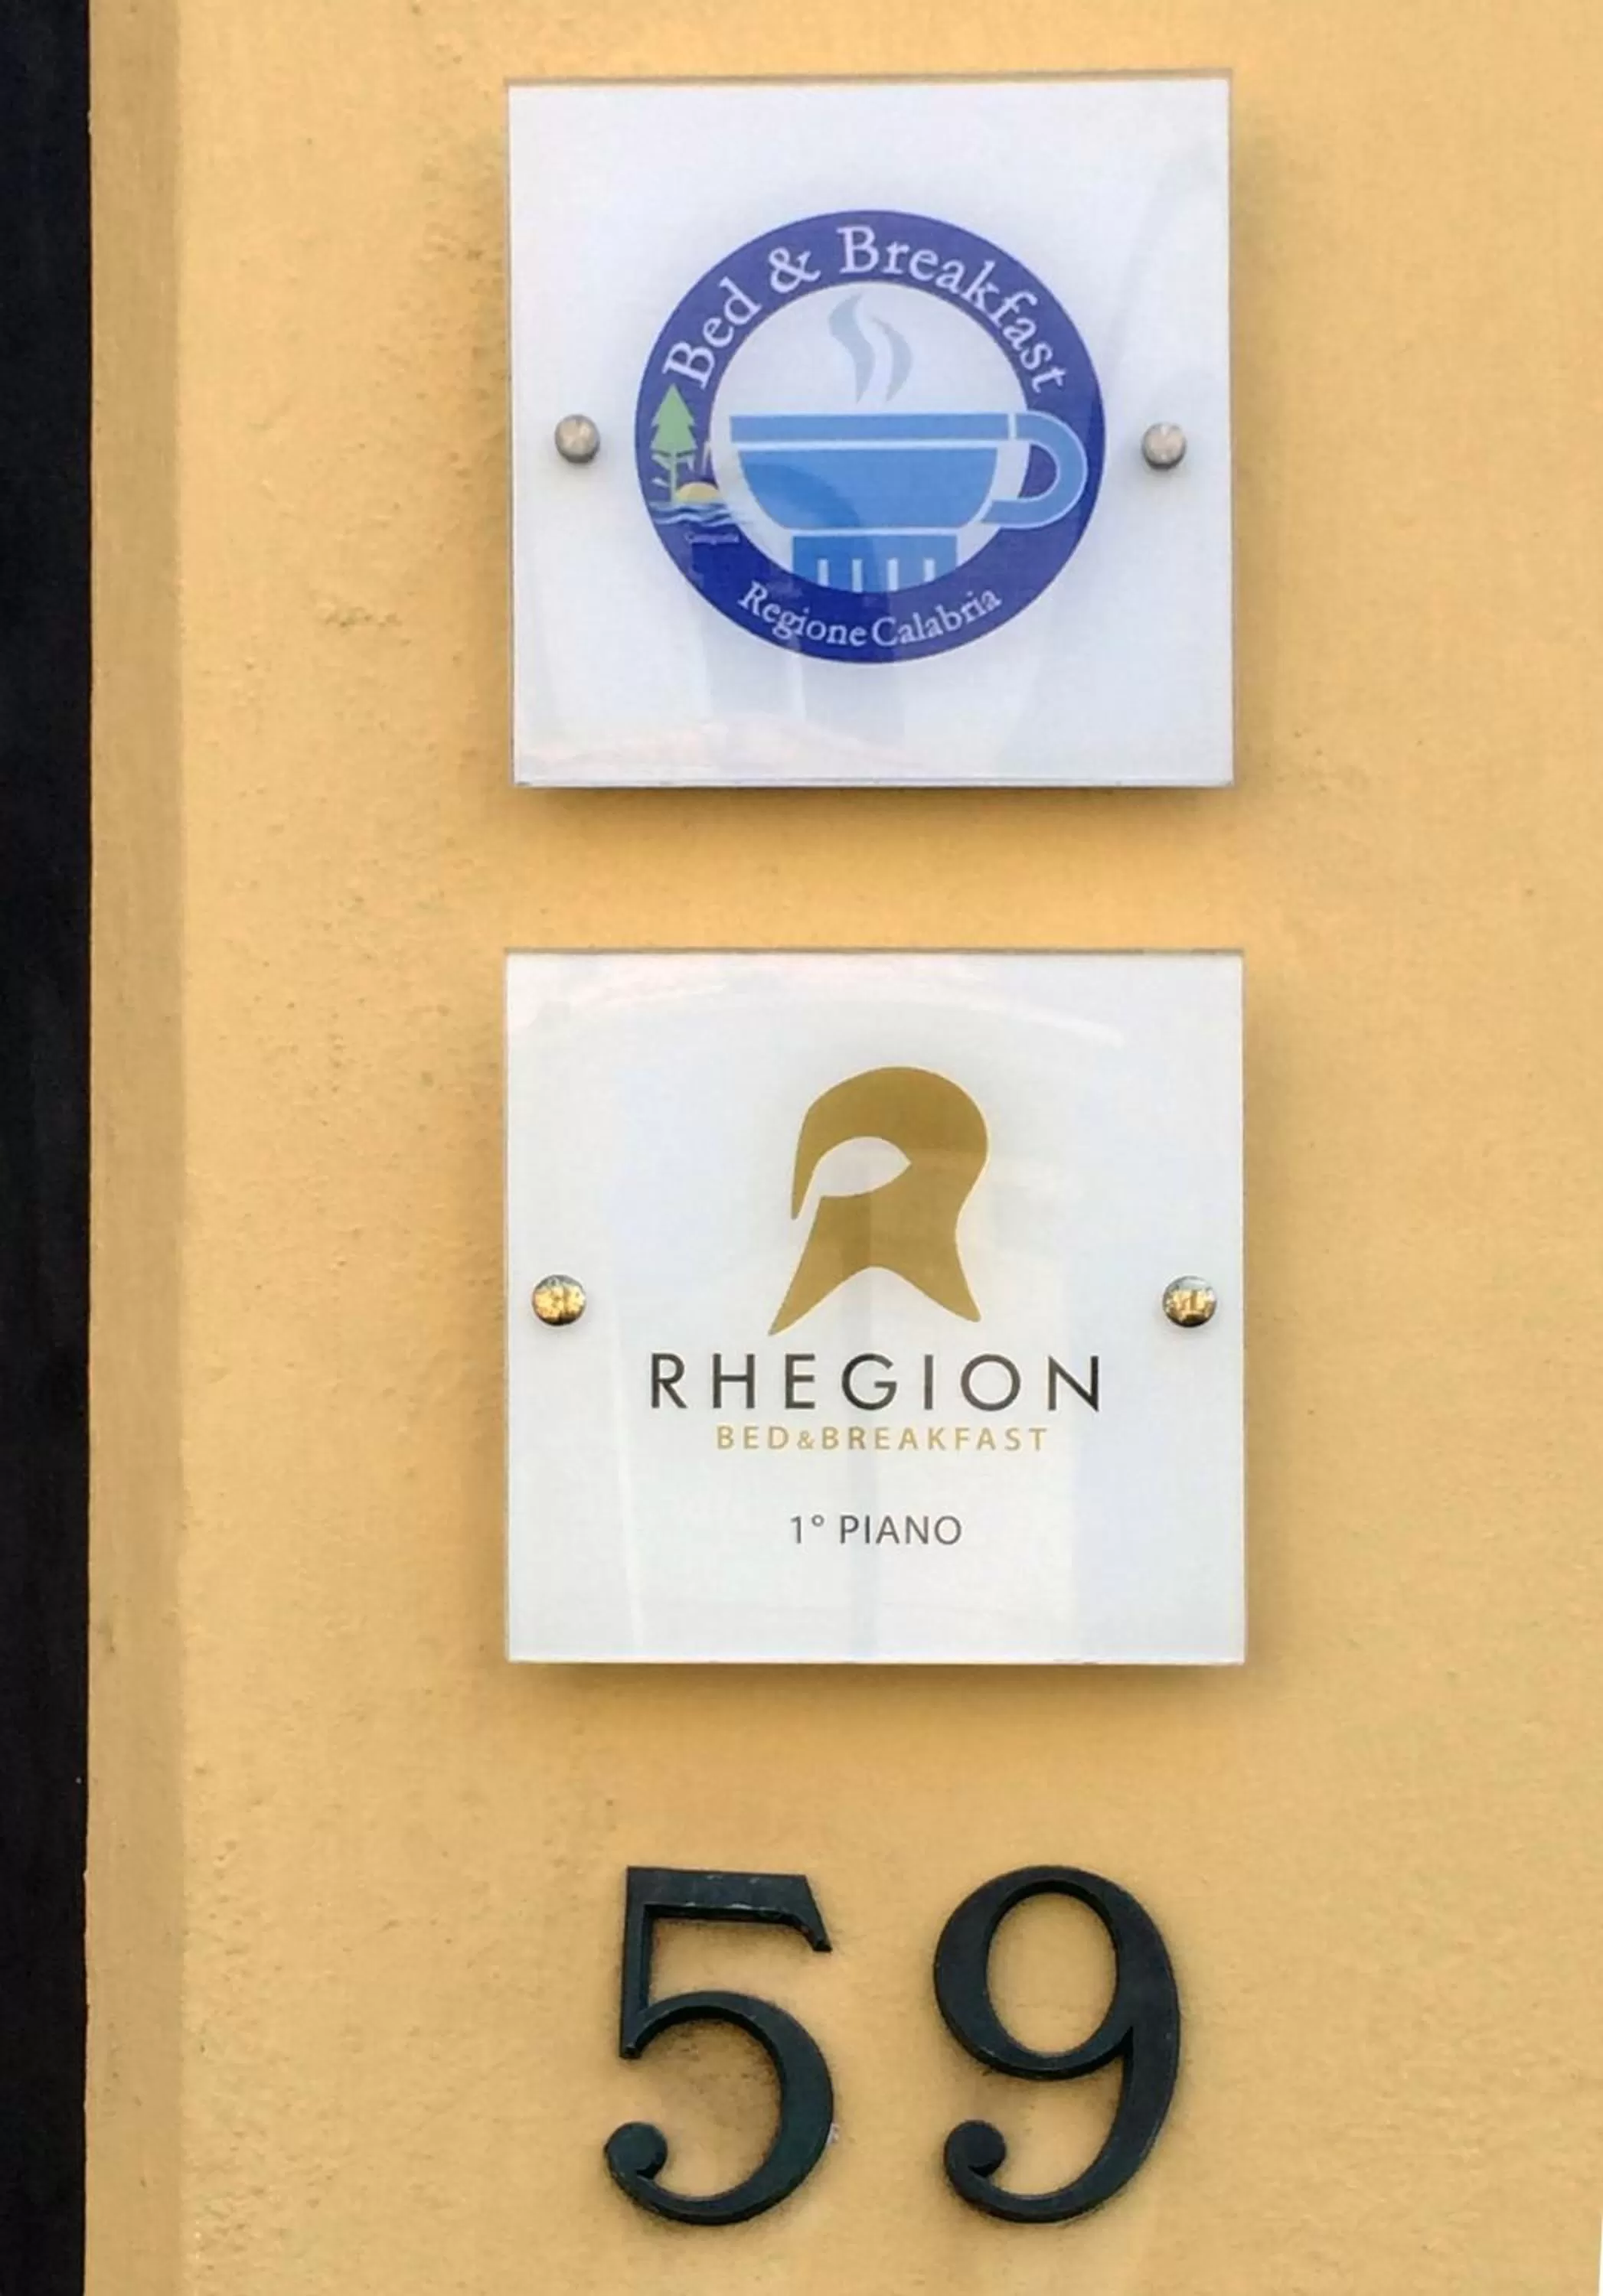 Bed & Breakfast
Regione Calabria
RHEGION
BED&BREAKFAST
1° PIANO
59